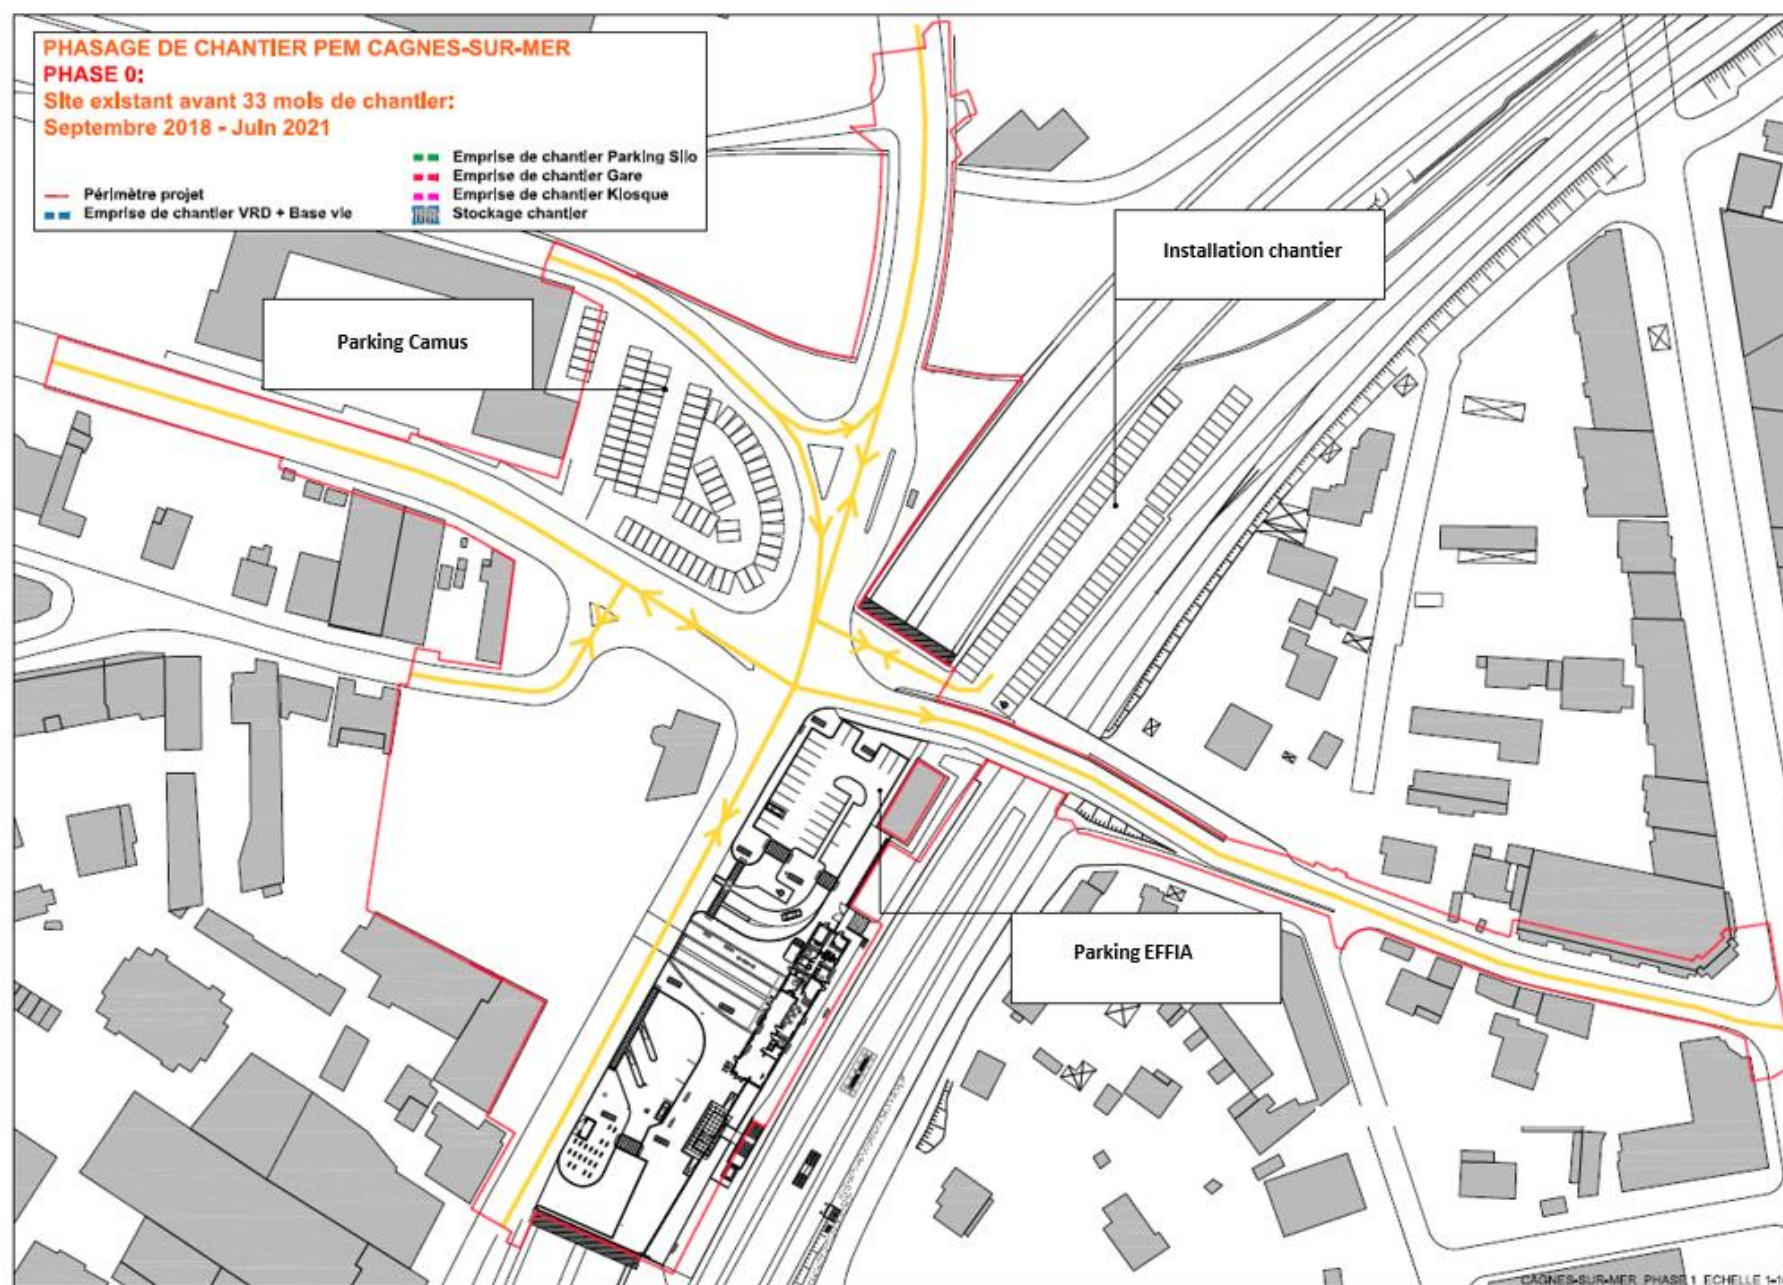 PHASAGE DE CHANTIER PEM CAGNES-SUR-MER
PHASE 0:
Site existant avant 33 mois de chantier:
Septembre 2018 - Juin 2021
Périmètre projet
Emprise de chantier VRD + Base vie
Emprise de chantier Parking Silo
Emprise de chantier Gare
Emprise de chantier Kiosque
Stockage chantier
Installation chantier
Parking Camus
Parking EFFIA
CAGNES-SUR-MER PHASE 1 ECHELLE